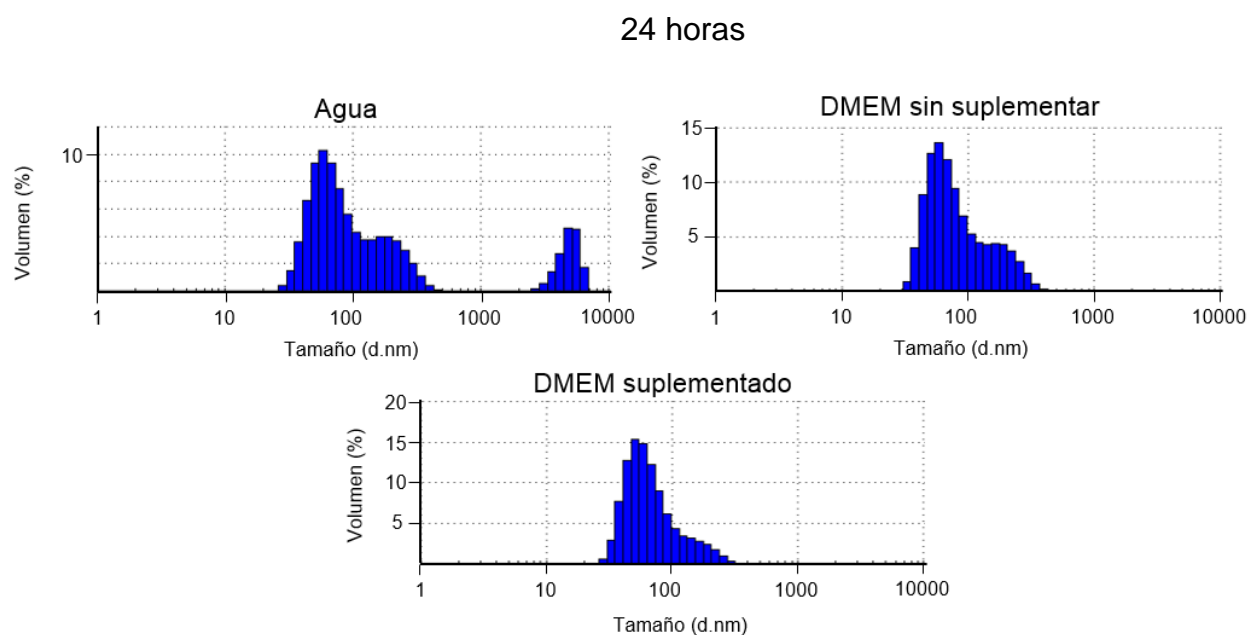 24 horas
Agua
Volumen (%)
10
1 10 100 1000 10000
Tamaño (d.nm)
DMEM sin suplementar
Volumen (%)
15
10
5
1 10 100 1000 10000
Tamaño (d.nm)
DMEM suplementado
Volumen (%)
20
15
10
5
1 10 100 1000 10000
Tamaño (d.nm)